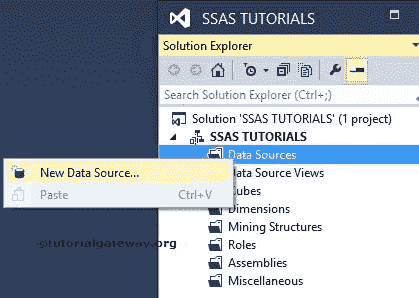 SSAS TUTORIALS
Solution Explorer
Search Solution Explorer (Ctrl+;)
Solution 'SSAS TUTORIALS' (1 project)
SSAS TUTORIALS
Data Sources
New Data Source...
Data Source Views
Paste Ctrl+V
Cubes
Dimensions
Mining Structures
Roles
@tutorialgateway.org
Assemblies
Miscellaneous